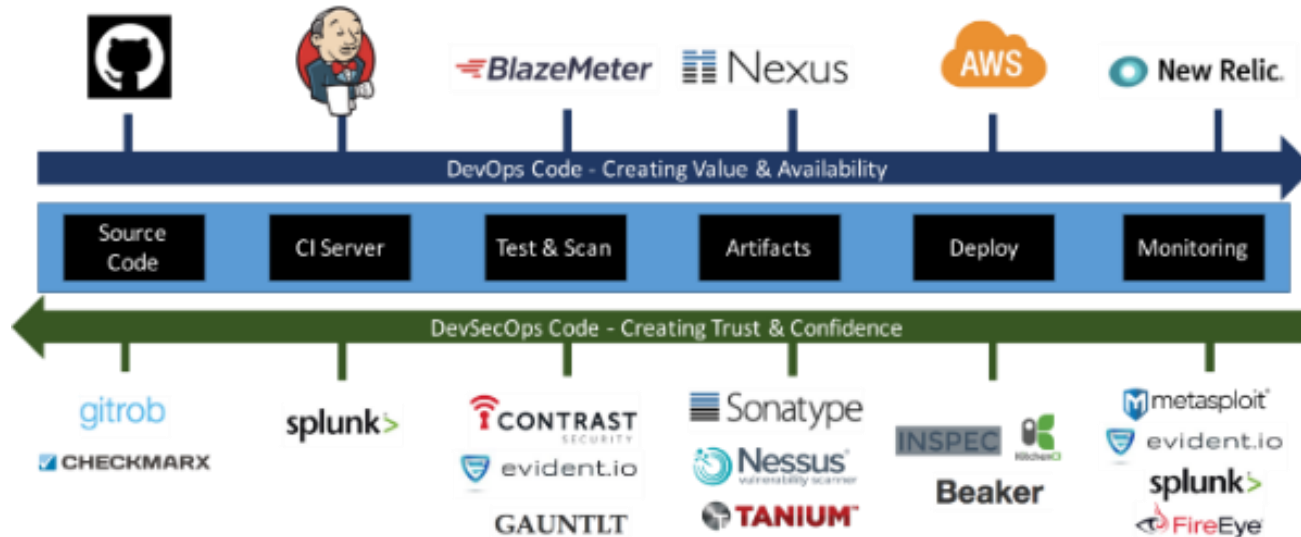 BlazeMeter
Nexus
AWS
New Relic.
DevOps Code - Creating Value & Availability
Source
Code
CI Server
Test & Scan
Artifacts
Deploy
Monitoring
DevSecOps Code - Creating Trust & Confidence
gitrob
CHECKMARX
splunk>
CONTRAST
SECURITY
evident.io
GAUNTLT
Sonatype
Nessus®
vulnerability scanner
TANIUM™
INSPEC
KitchenCI
Beaker
metasploit®
evident.io
splunk>
FireEye®